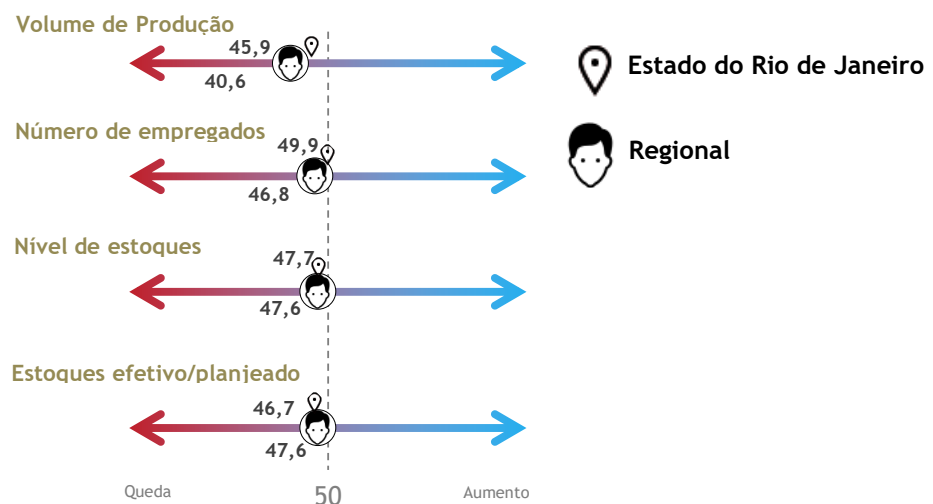 Volume de Produção
45,9
40,6
Estado do Rio de Janeiro
Regional
Número de empregados
49,9
46,8
Nível de estoques
47,7
47,6
Estoques efetivo/planjeado
46,7
47,6
Queda
50
Aumento